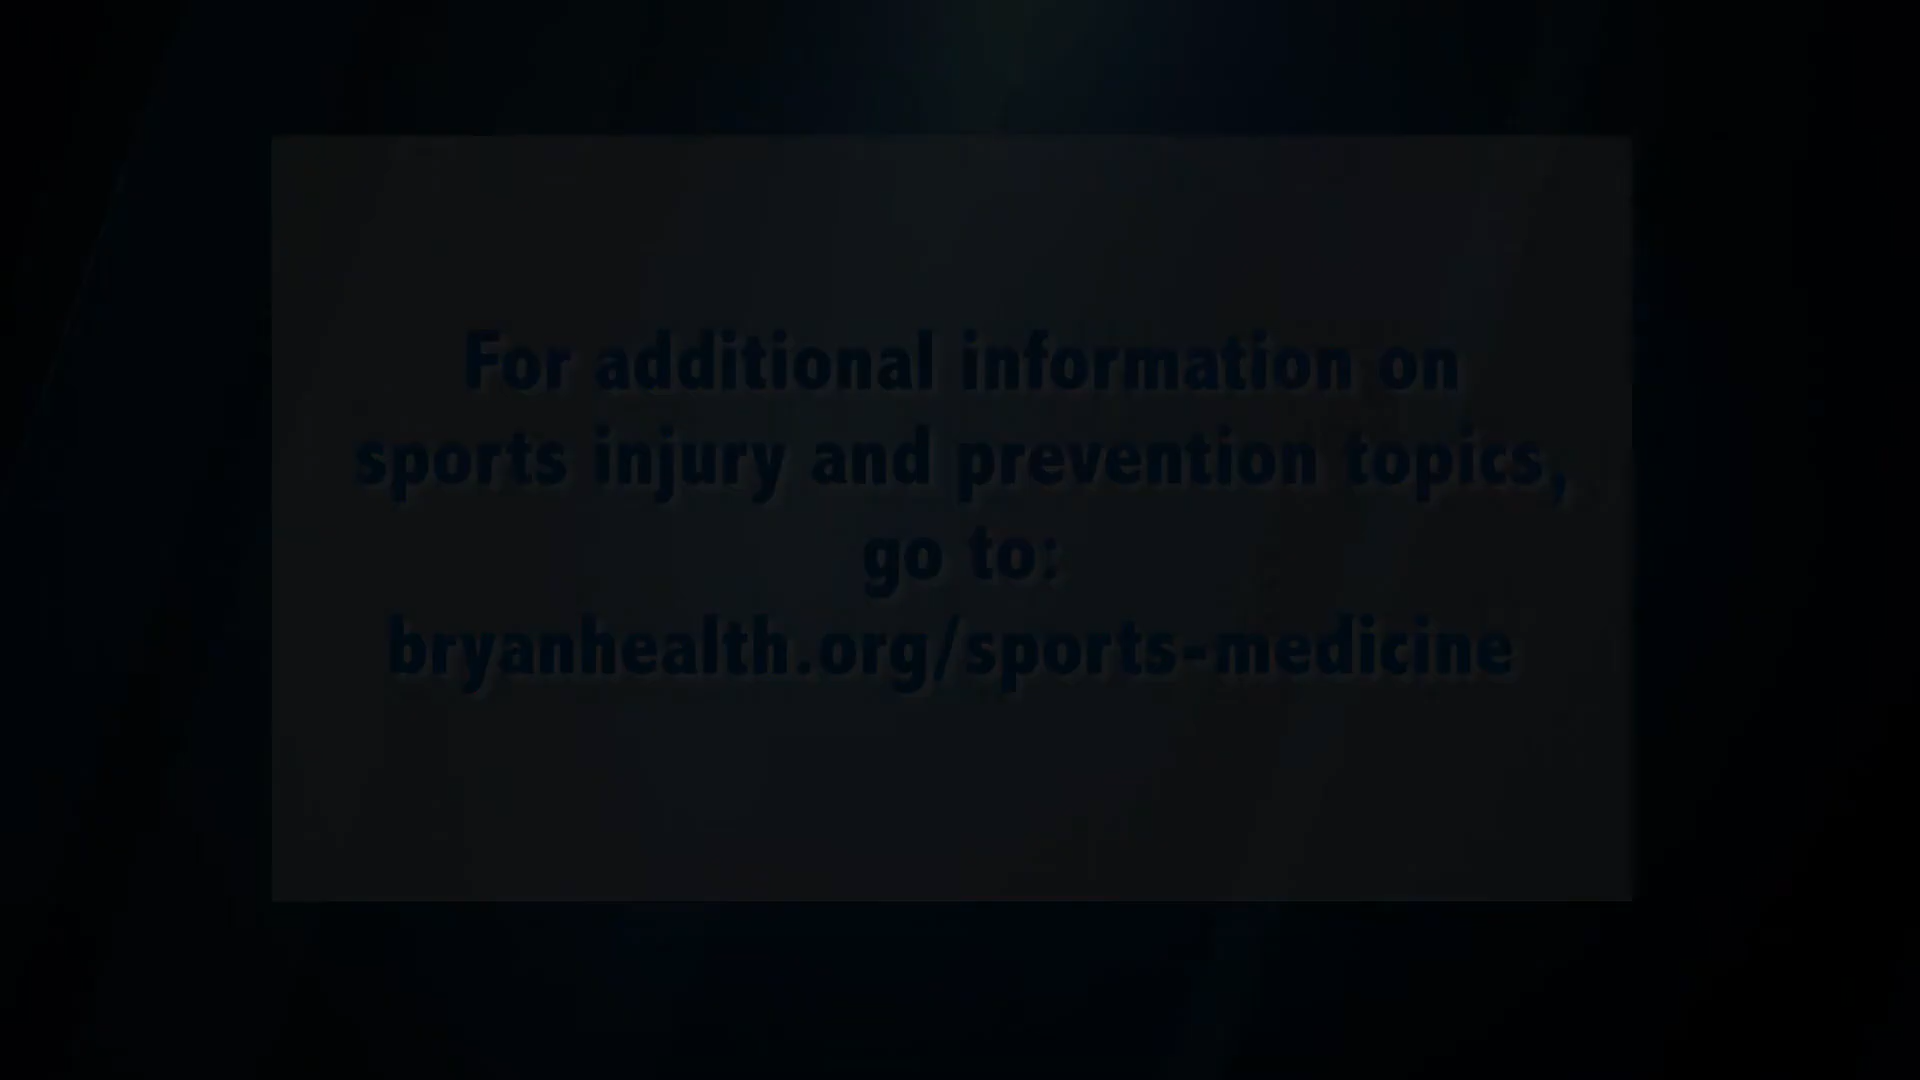 For additional information on
sports injury and prevention topics,
go to:
bryanhealth.org/sports-medicine